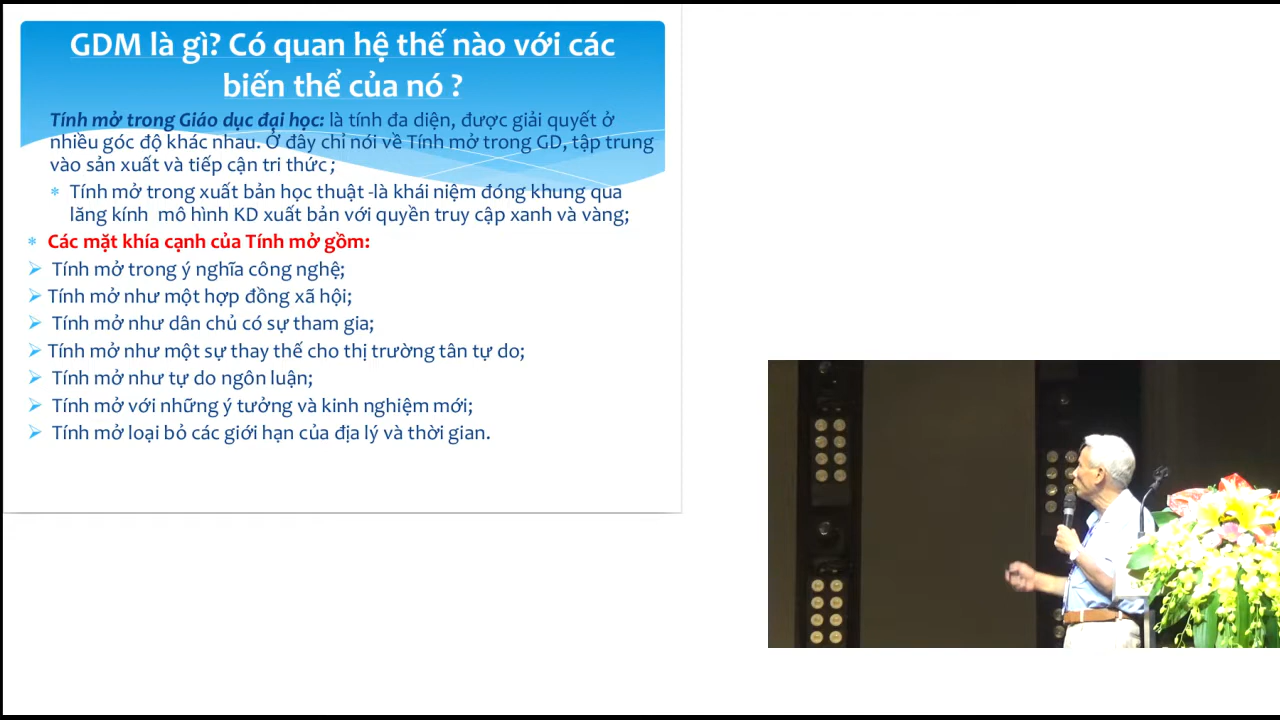 GDM là gì? Có quan hệ thế nào với các
biến thể của nó ?
Tính mở trong Giáo dục đại học: là tính đa diện, được giải quyết ở
nhiều góc độ khác nhau. Ở đây chỉ nói về Tính mở trong GD, tập trung
vào sản xuất và tiếp cận tri thức ;
Tính mở trong xuất bản học thuật -là khái niệm đóng khung qua
lăng kính mô hình KD xuất bản với quyền truy cập xanh và vàng;
Các mặt khía cạnh của Tính mở gồm:
Tính mở trong ý nghĩa công nghệ;
Tính mở như một hợp đồng xã hội;
Tính mở như dân chủ có sự tham gia;
Tính mở như một sự thay thế cho thị trường tân tự do;
Tính mở như tự do ngôn luận;
Tính mở với những ý tưởng và kinh nghiệm mới;
Tính mở loại bỏ các giới hạn của địa lý và thời gian.